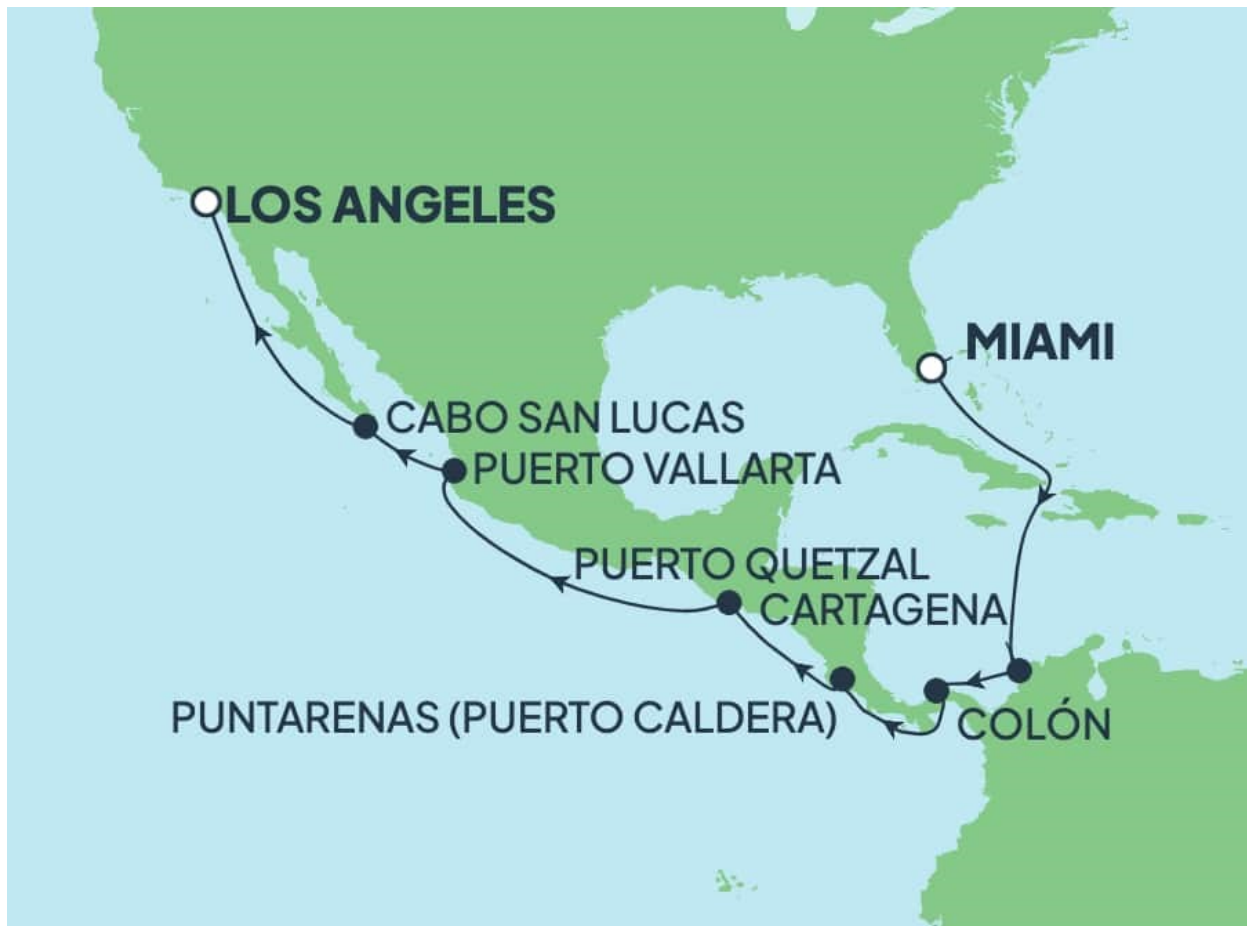 LOS ANGELES
MIAMI
CABO SAN LUCAS
PUERTO VALLARTA
PUERTO QUETZAL
CARTAGENA
PUNTARENAS (PUERTO CALDERA)
COLÓN